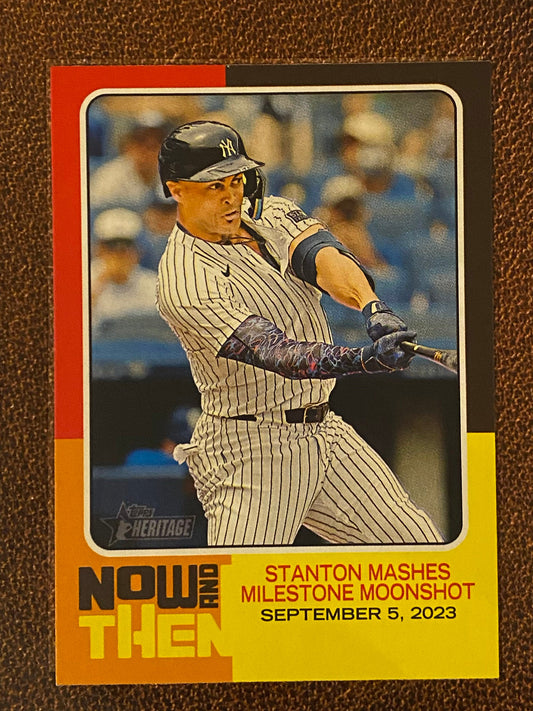 NY
Topps
HERITAGE
NOW AND
THEN
STANTON MASHES
MILESTONE MOONSHOT
SEPTEMBER 5, 2023